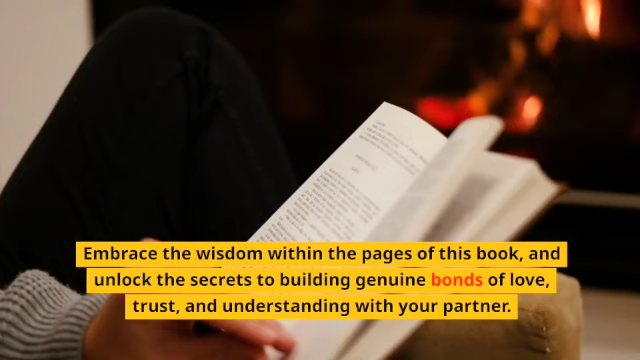 Embrace the wisdom within the pages of this book, and
unlock the secrets to building genuine bonds of love,
trust, and understanding with your partner.